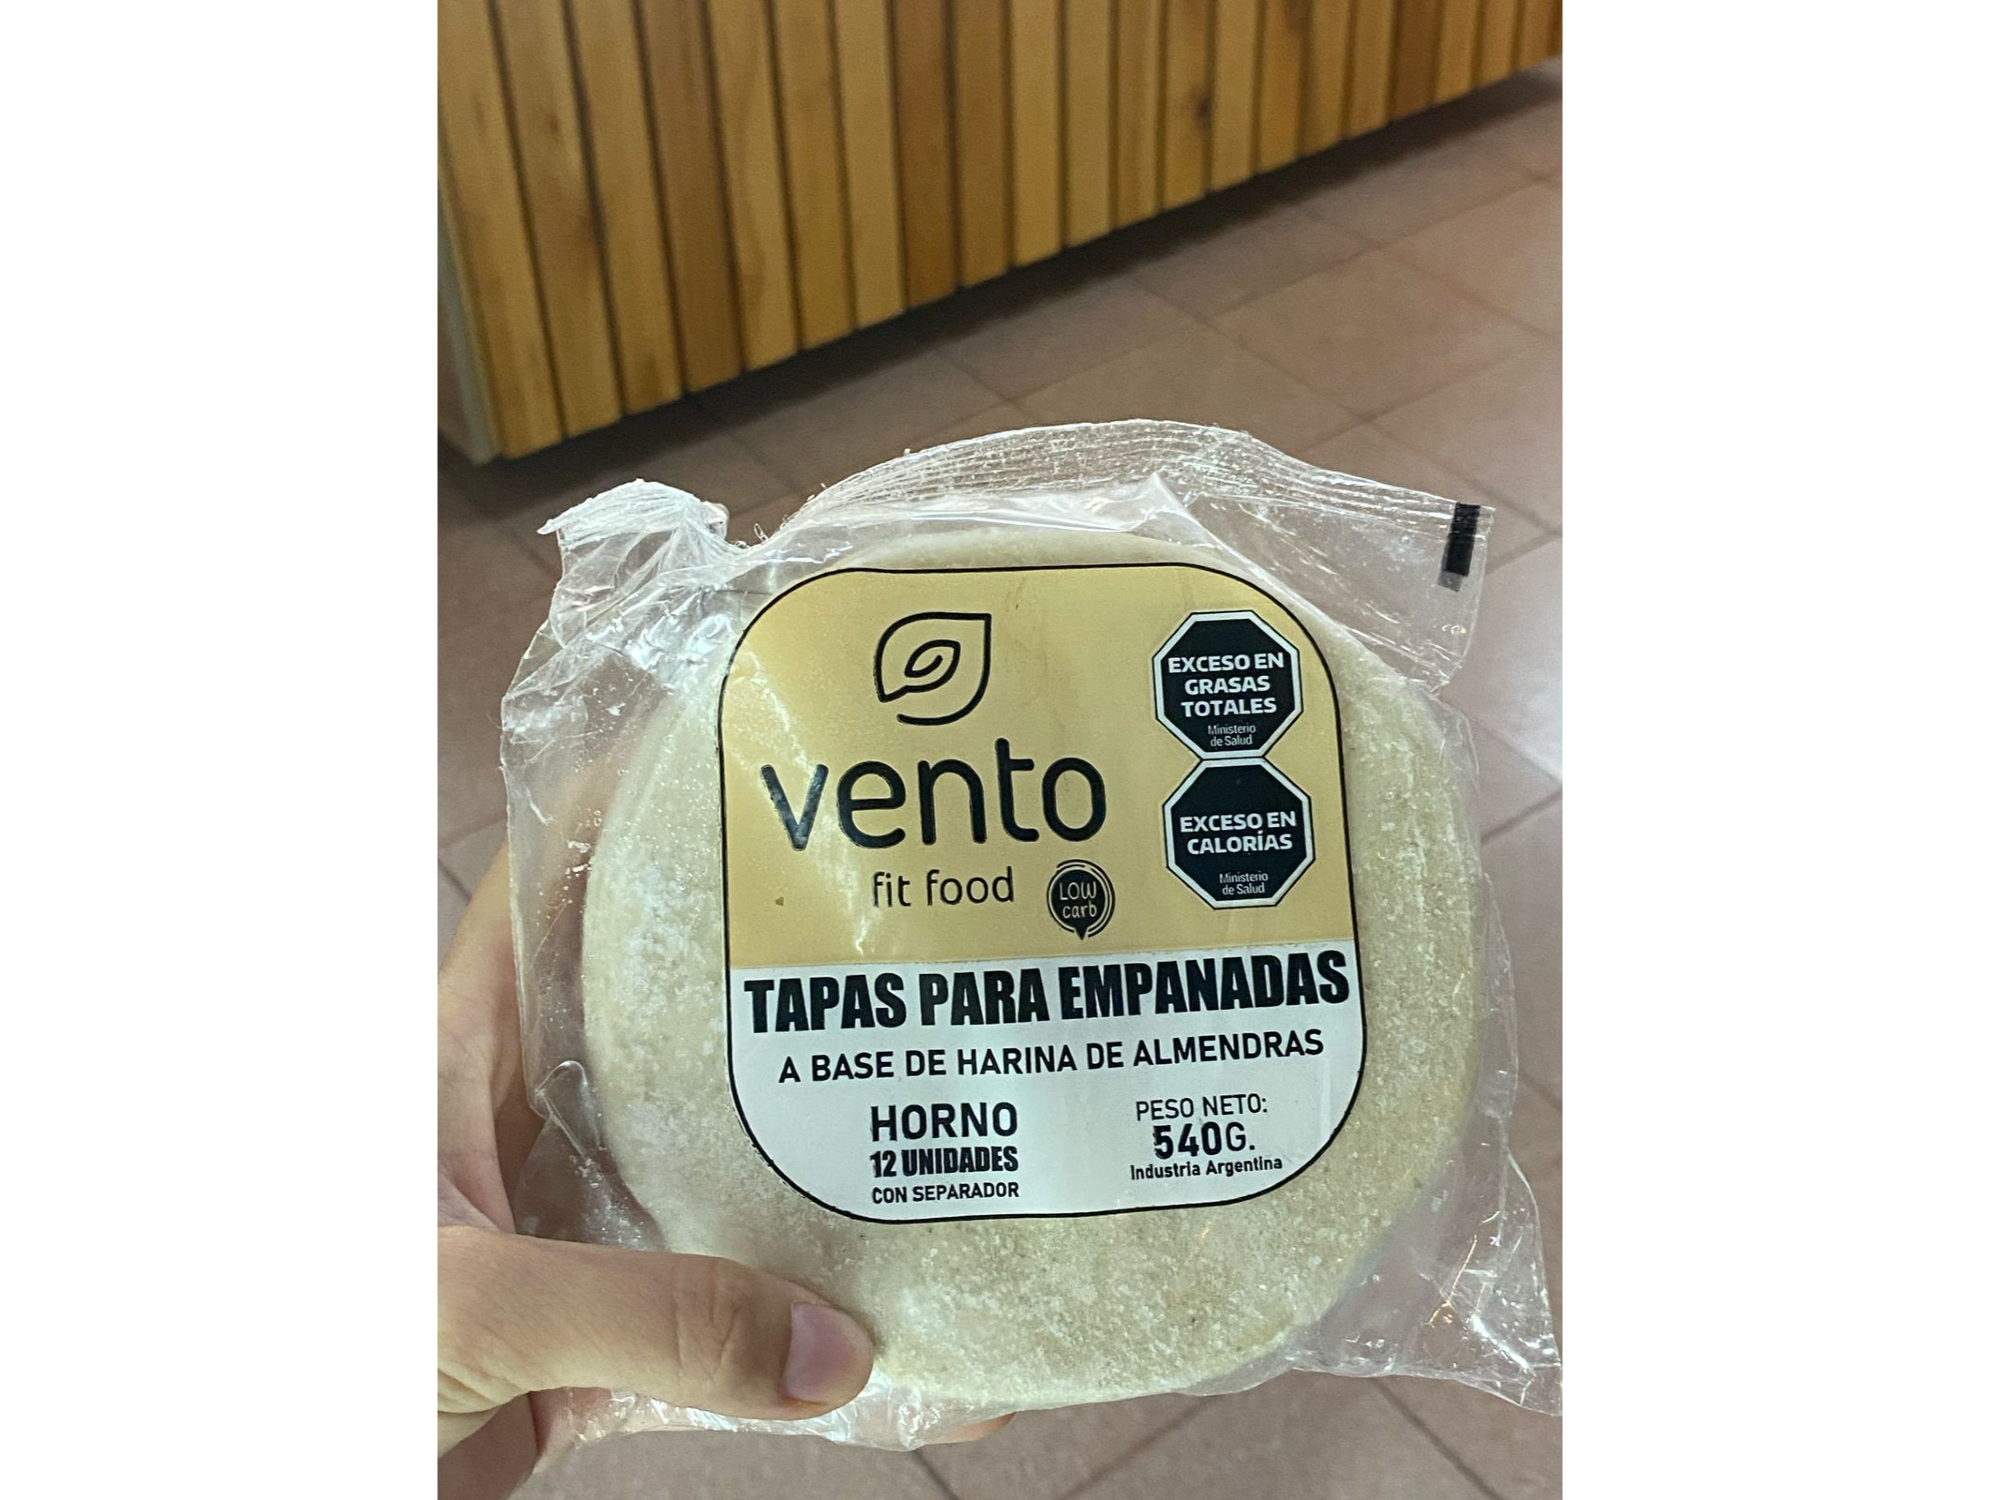 vento
fit food
LOW
carb
EXCESO EN
GRASAS
TOTALES
Ministerio
de Salud
EXCESO EN
CALORÍAS
Ministerio
de Salud
TAPAS PARA EMPANADAS
A BASE DE HARINA DE ALMENDRAS
HORNO
12 UNIDADES
CON SEPARADOR
PESO NETO:
540G.
Industria Argentina